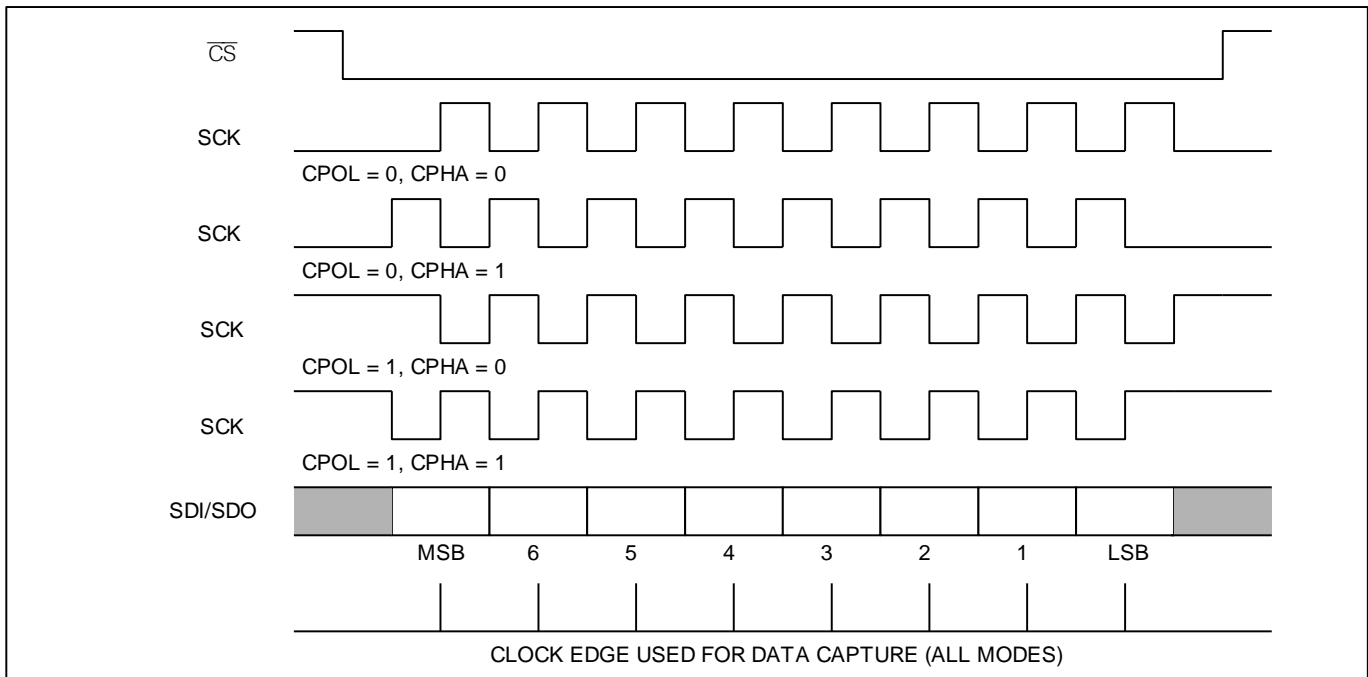 CS
SCK
CPOL = 0, CPHA = 0
SCK
CPOL = 0, CPHA = 1
SCK
CPOL = 1, CPHA = 0
SCK
CPOL = 1, CPHA = 1
SDI/SDO
MSB 6 5 4 3 2 1 LSB
CLOCK EDGE USED FOR DATA CAPTURE (ALL MODES)